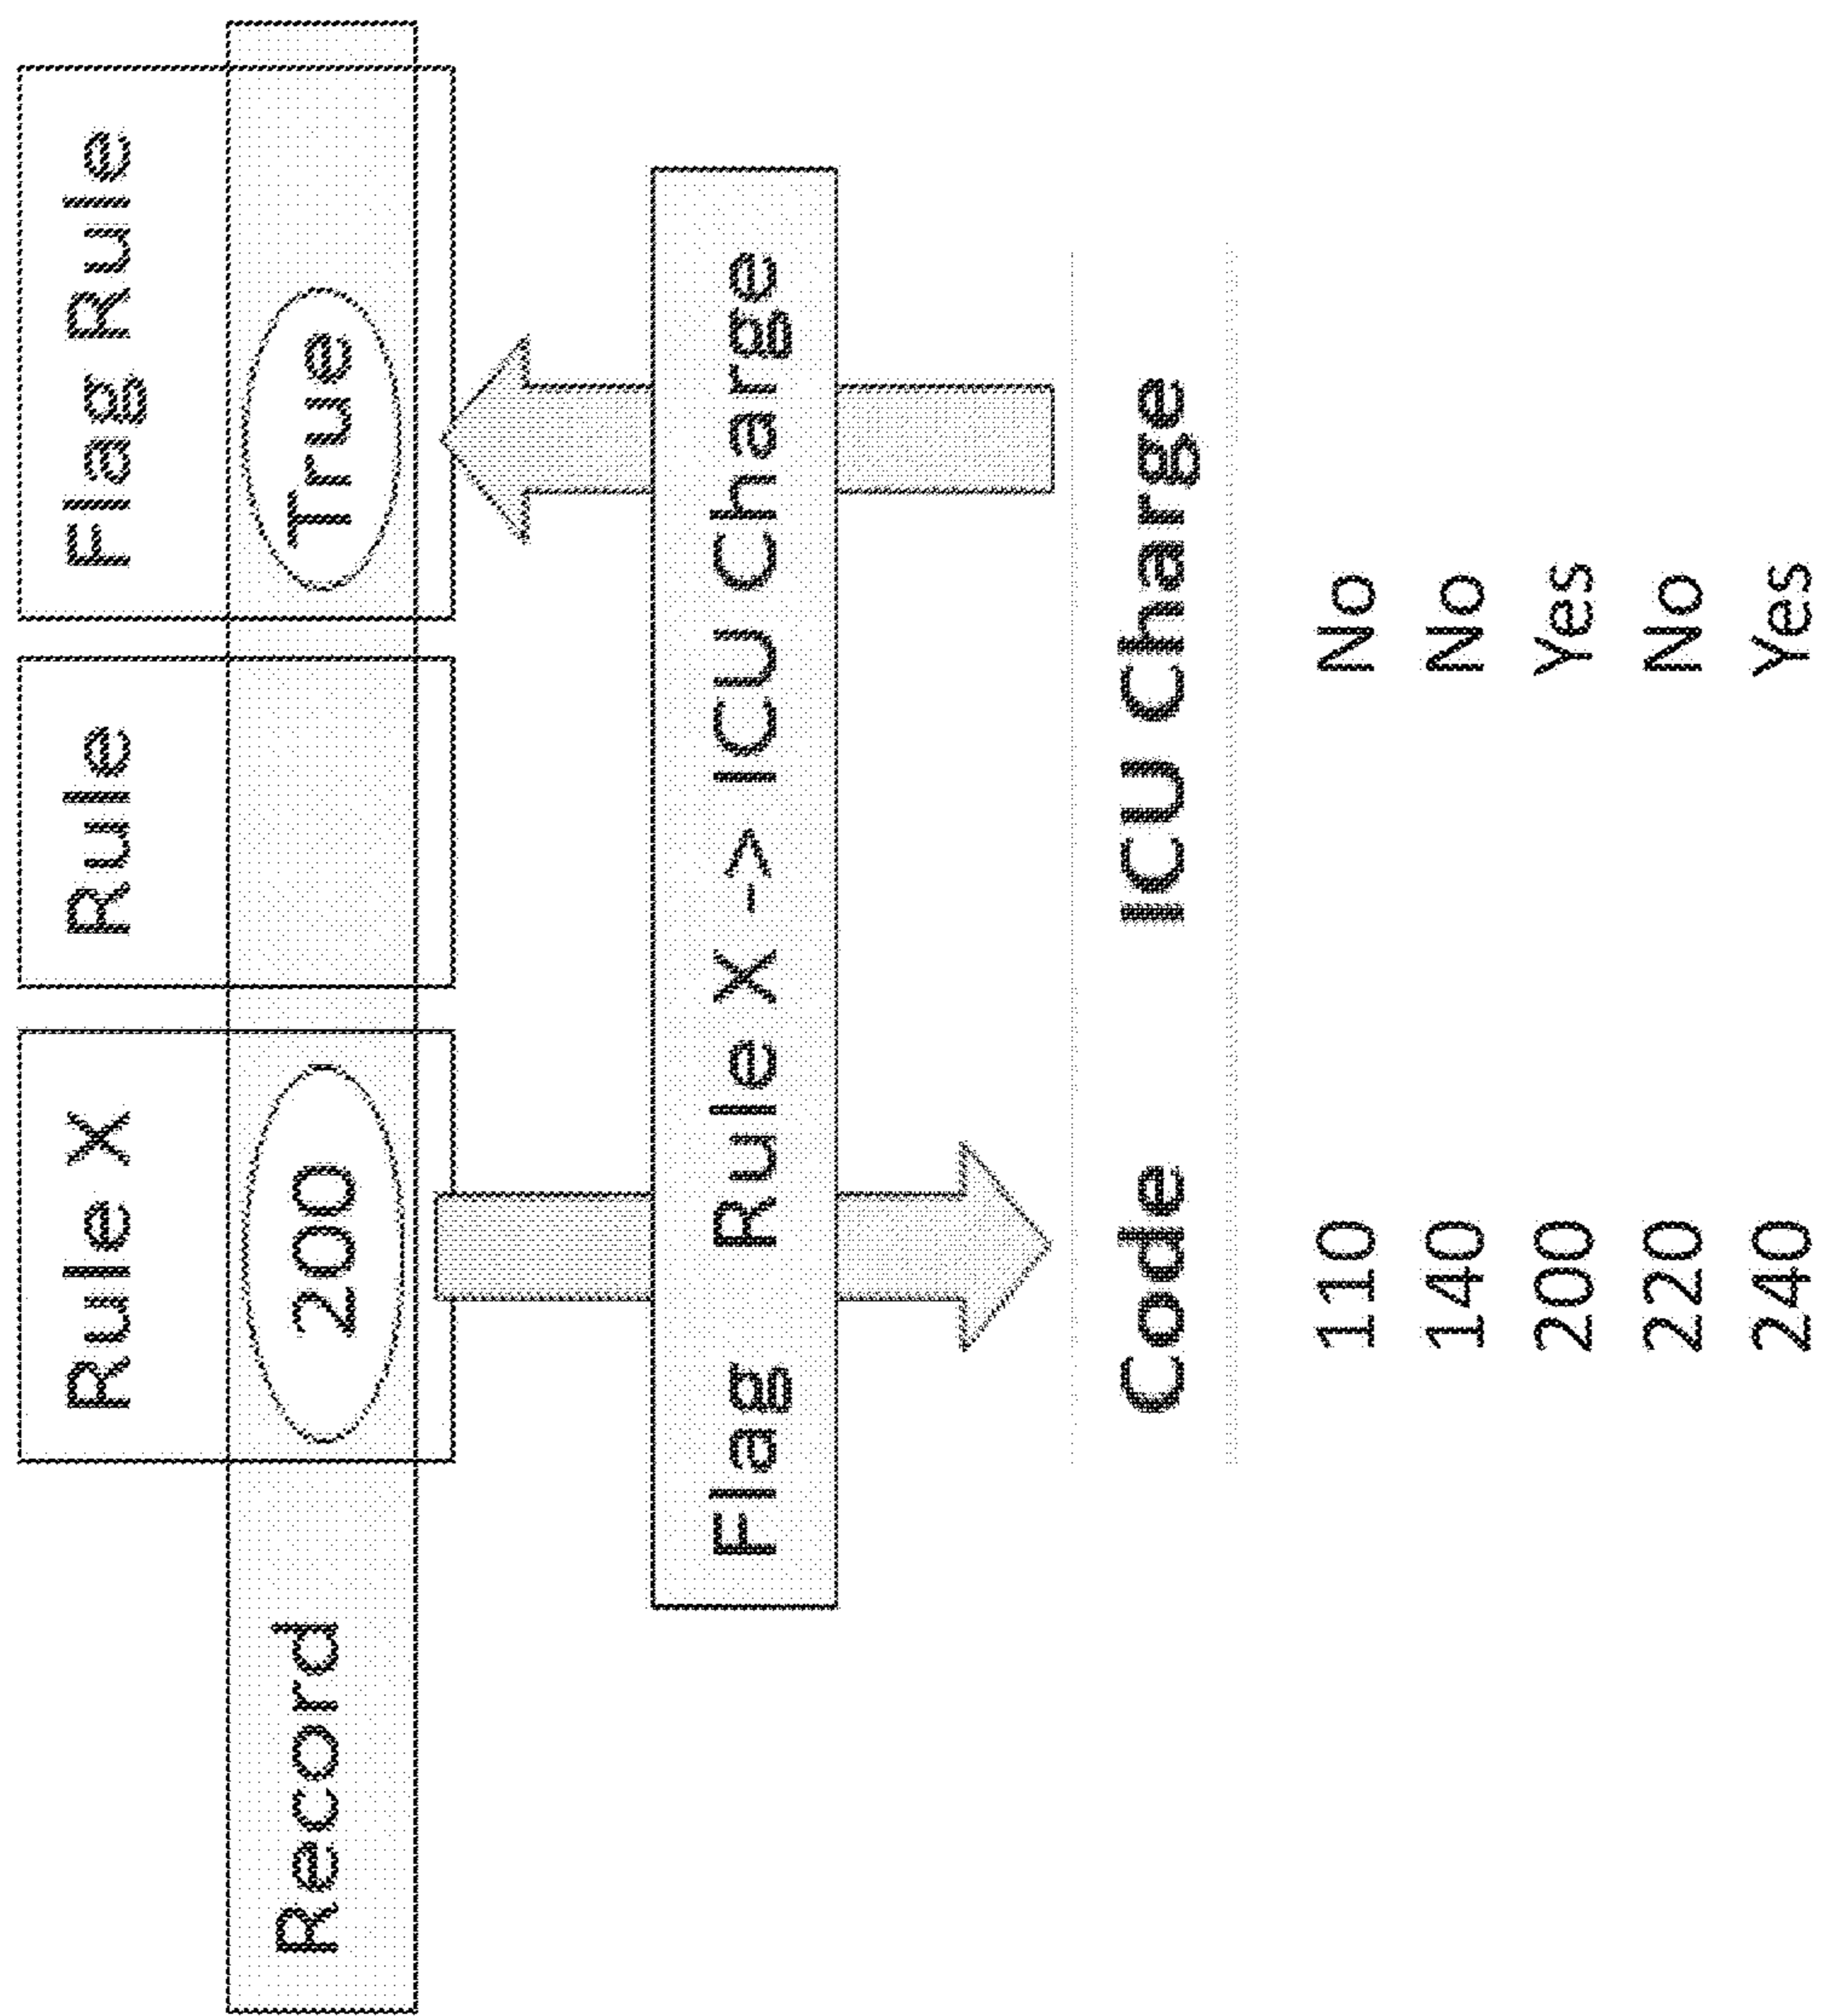 Rule X Rule Flag Rule
Record 200 True
Flag Rule X -> ICU Charge
Code ICU Charge
110 No
140 No
200 Yes
220 No
240 Yes